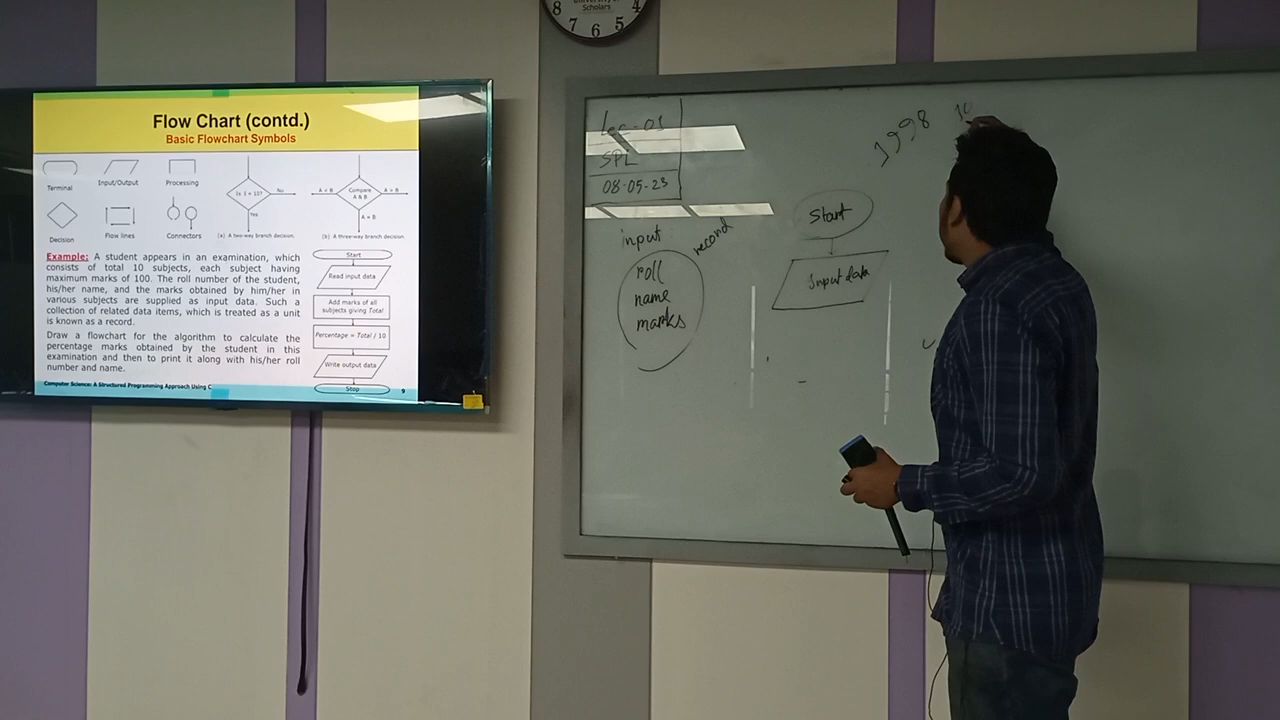 8 4
7 6 5
Scholars
Flow Chart (contd.)
Basic Flowchart Symbols
Terminal
Input/Output
Processing
Is I = 10?
No
Yes
A < B
Compare
A & B
A > B
A = B
Decision
Flow lines
Connectors
(a) A two-way branch decision.
(b) A three-way branch decision.
Example: A student appears in an examination, which
consists of total 10 subjects, each subject having
maximum marks of 100. The roll number of the student,
his/her name, and the marks obtained by him/her in
various subjects are supplied as input data. Such a
collection of related data items, which is treated as a unit
is known as a record.
Draw a flowchart for the algorithm to calculate the
percentage marks obtained by the student in this
examination and then to print it along with his/her roll
number and name.
Start
Read input data
Add marks of all
subjects giving Total
Percentage = Total / 10
Write output data
Stop
Computer Science: A Structured Programming Approach Using C
9
Lec-01
SPL
08-05-23
input
record
roll
name
marks
Start
Input data
1998